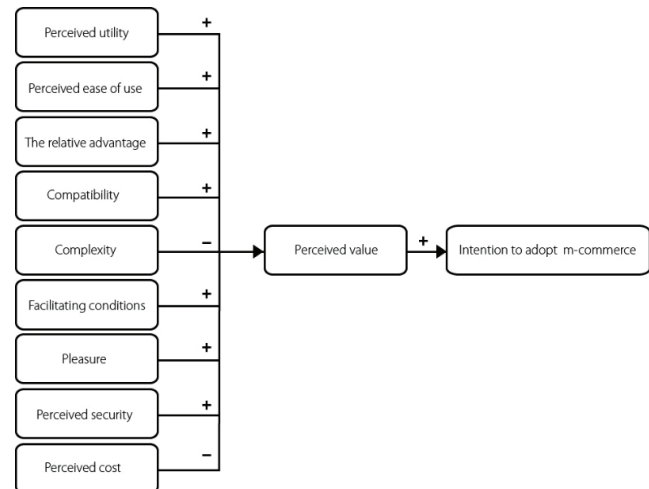 Perceived utility
+
Perceived ease of use
+
The relative advantage
+
Compatibility
+
Complexity
–
Perceived value
+
Intention to adopt m-commerce
Facilitating conditions
+
Pleasure
+
Perceived security
+
Perceived cost
–